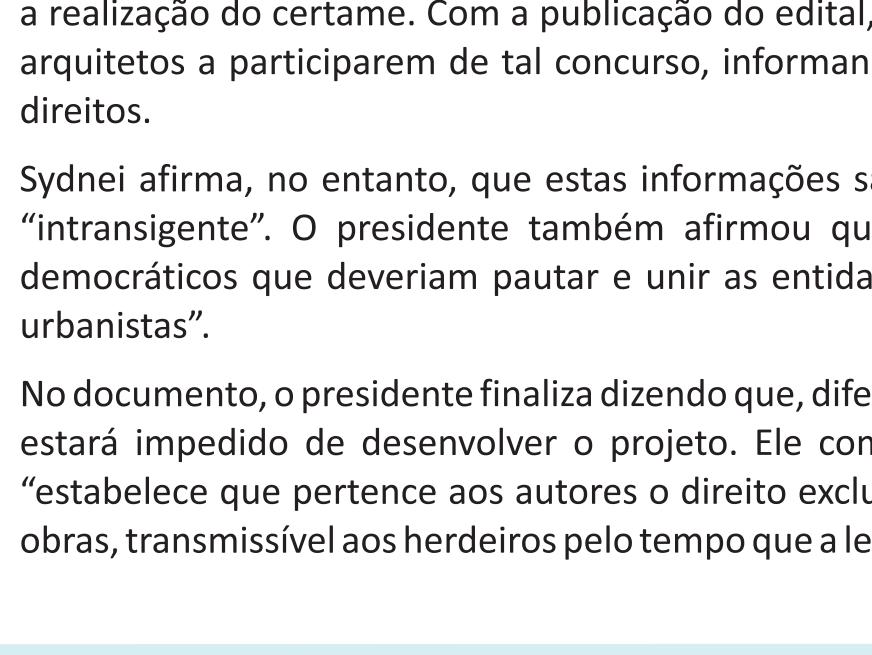 a realização do certame. Com a publicação do edital,
arquitetos a participarem de tal concurso, informan
direitos.
Sydnei afirma, no entanto, que estas informações s
“intransigente”. O presidente também afirmou qu
democráticos que deveriam pautar e unir as entida
urbanistas”.
No documento, o presidente finaliza dizendo que, dife
estará impedido de desenvolver o projeto. Ele con
“estabelece que pertence aos autores o direito exclu
obras, transmissível aos herdeiros pelo tempo que a le